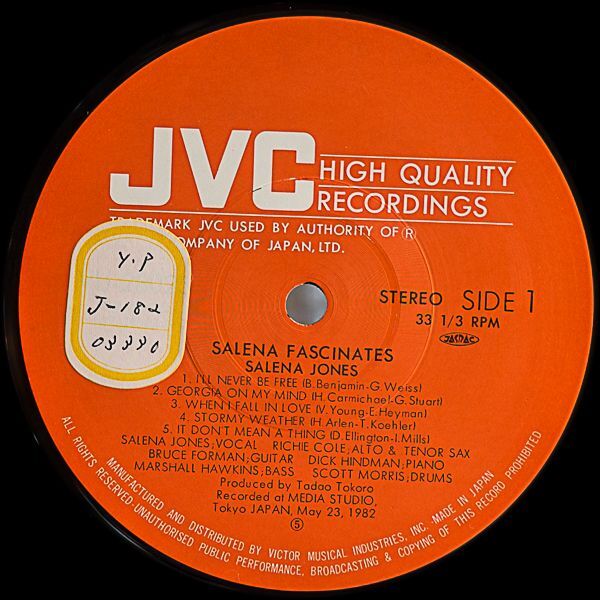 JVC
HIGH QUALITY
RECORDINGS
TRADEMARK JVC USED BY AUTHORITY OF ®
COMPANY OF JAPAN, LTD.
Y.P
J-182
03390
STEREO SIDE 1
33 1/3 RPM
JASRAC
SALENA FASCINATES
SALENA JONES
1. I'LL NEVER BE FREE (B.Benjamin-G.Weiss)
2. GEORGIA ON MY MIND (H.Carmichael-G.Stuart)
3. WHEN I FALL IN LOVE (V.Young-E.Heyman)
4. STORMY WEATHER (H.Arlen-T.Koehler)
5. IT DON'T MEAN A THING (D.Ellington-I.Mills)
SALENA JONES;VOCAL RICHIE COLE;ALTO & TENOR SAX
BRUCE FORMAN;GUITAR DICK HINDMAN;PIANO
MARSHALL HAWKINS;BASS SCOTT MORRIS;DRUMS
Produced by Tadao Tokoro
Recorded at MEDIA STUDIO,
Tokyo JAPAN, May 23, 1982
⑤
MANUFACTURED AND DISTRIBUTED BY VICTOR MUSICAL INDUSTRIES, INC. MADE IN JAPAN
ALL RIGHTS RESERVED·UNAUTHORISED PUBLIC PERFORMANCE, BROADCASTING & COPYING OF THIS RECORD PROHIBITED